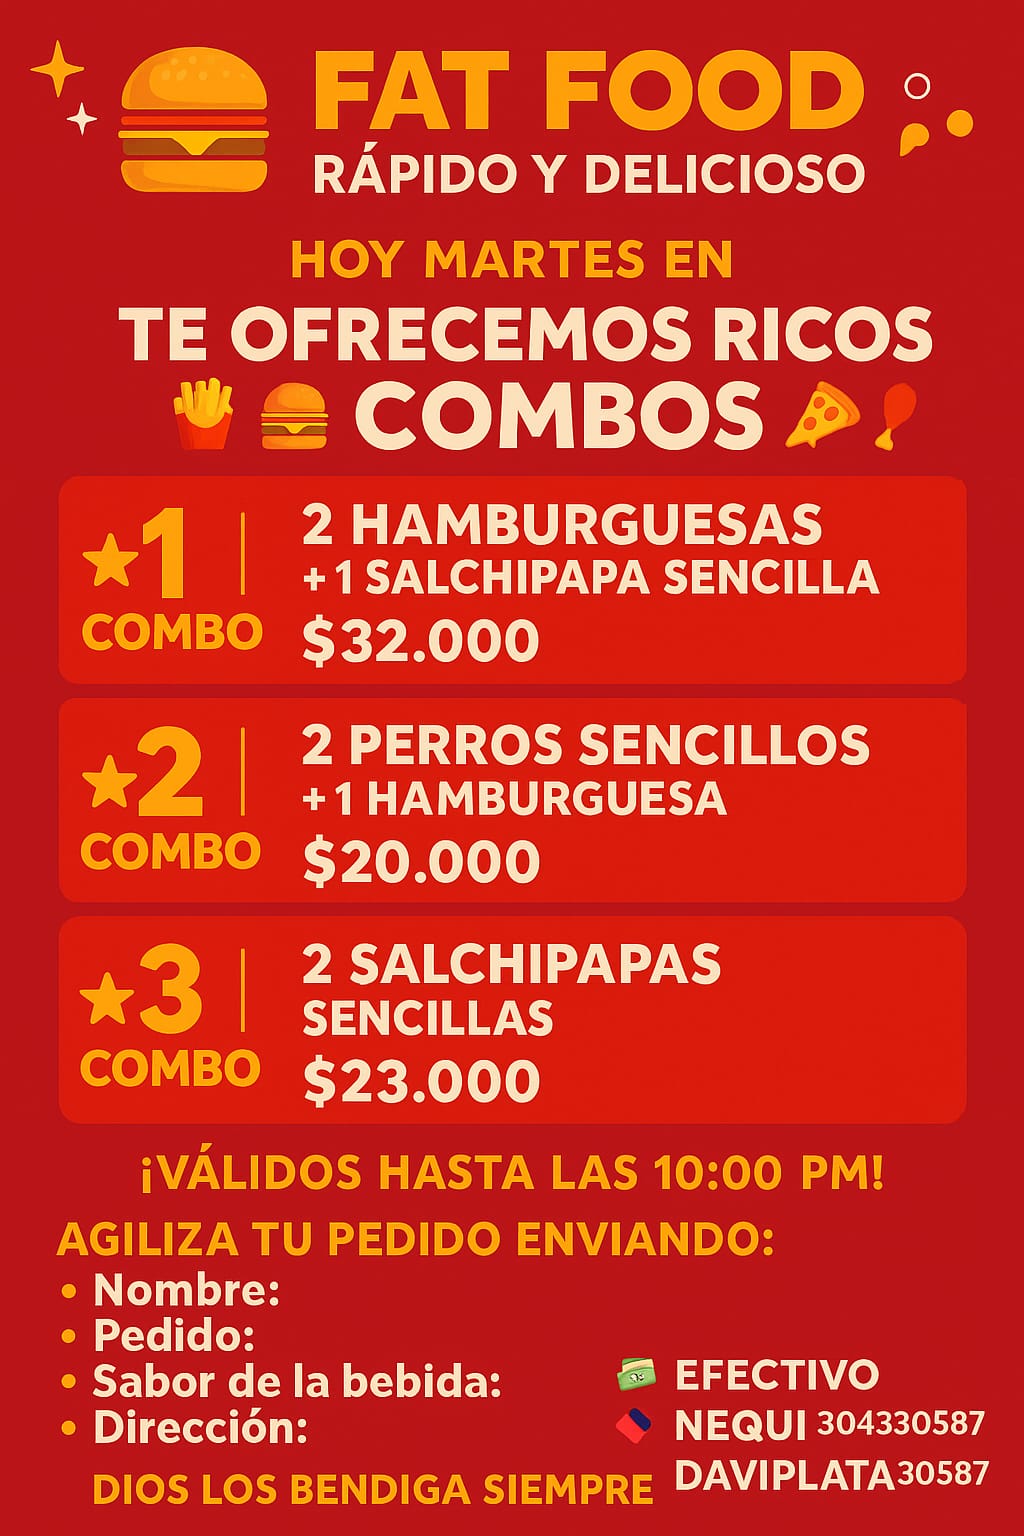 FAT FOOD
RÁPIDO Y DELICIOSO
HOY MARTES EN
TE OFRECEMOS RICOS
COMBOS
1
COMBO
2 HAMBURGUESAS
+ 1 SALCHIPAPA SENCILLA
$32.000
2
COMBO
2 PERROS SENCILLOS
+ 1 HAMBURGUESA
$20.000
3
COMBO
2 SALCHIPAPAS
SENCILLAS
$23.000
¡VÁLIDOS HASTA LAS 10:00 PM!
AGILIZA TU PEDIDO ENVIANDO:
• Nombre:
• Pedido:
• Sabor de la bebida:
• Dirección:
EFECTIVO
NEQUI 304330587
DAVIPLATA30587
DIOS LOS BENDIGA SIEMPRE